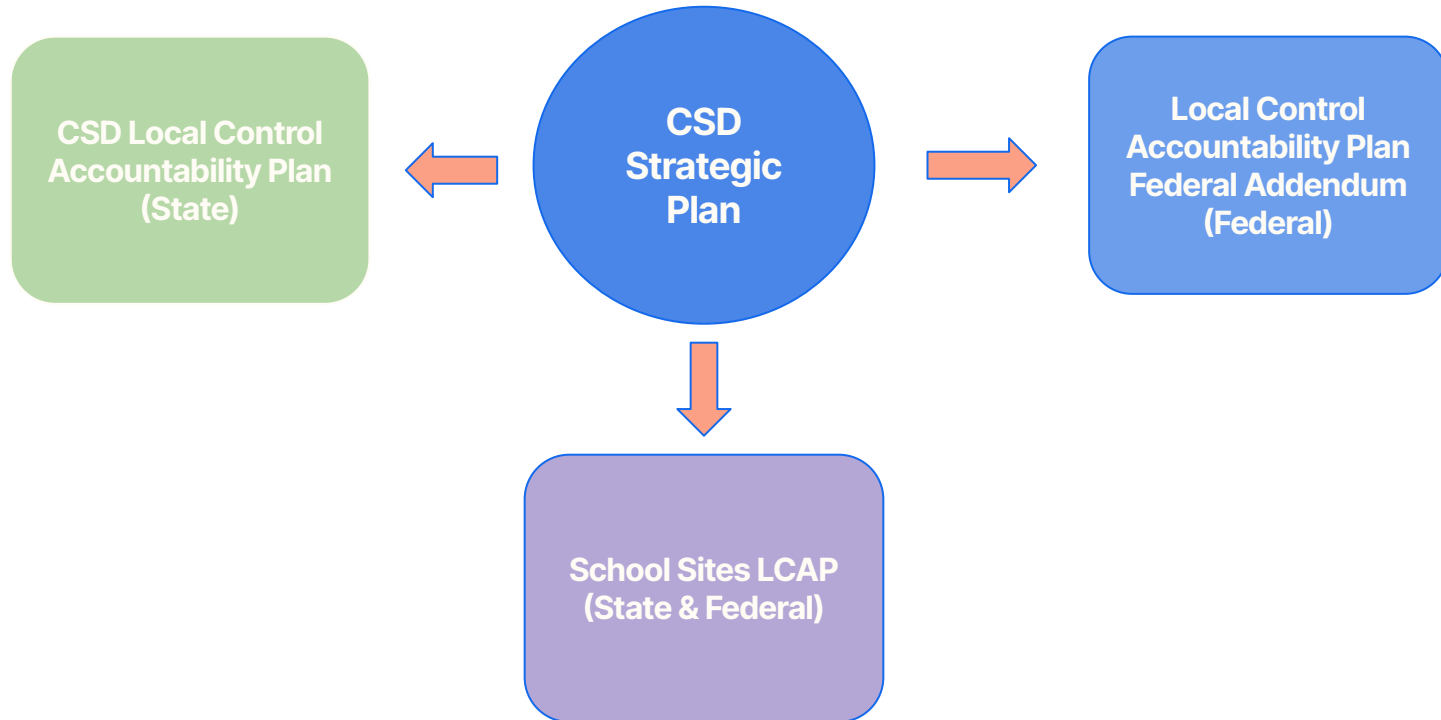 CSD Local Control
Accountability Plan
(State)
CSD
Strategic
Plan
Local Control
Accountability Plan
Federal Addendum
(Federal)
School Sites LCAP
(State & Federal)